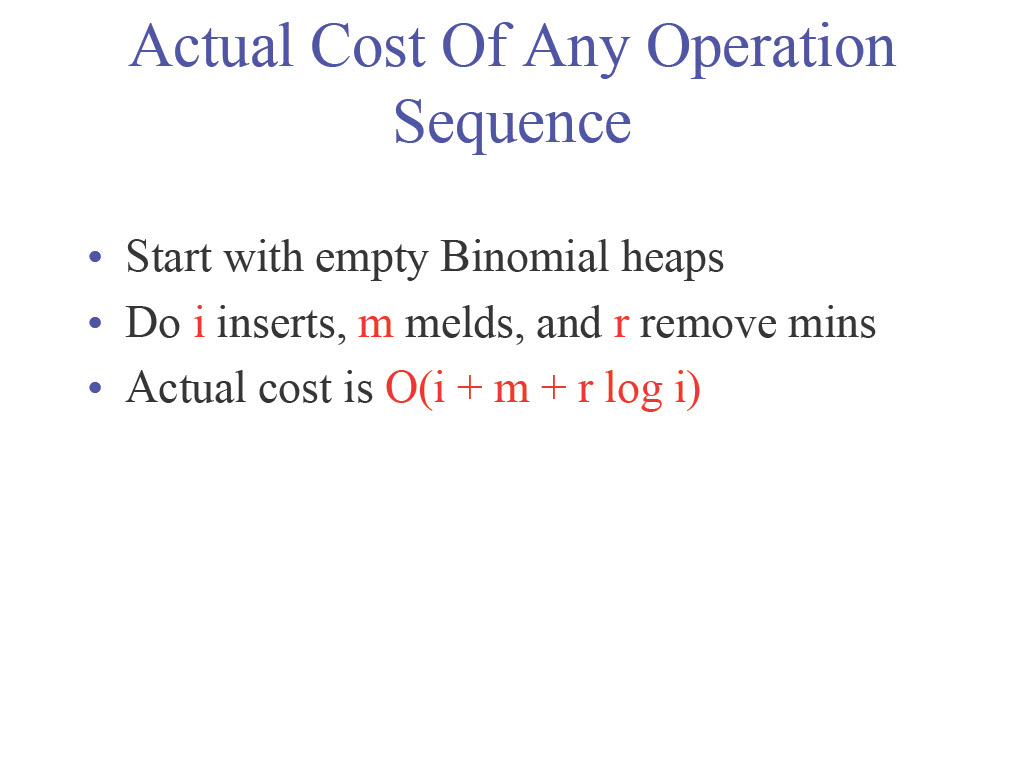 Actual Cost Of Any Operation
Sequence
• Start with empty Binomial heaps
• Do i inserts, m melds, and r remove mins
• Actual cost is O(i + m + r log i)